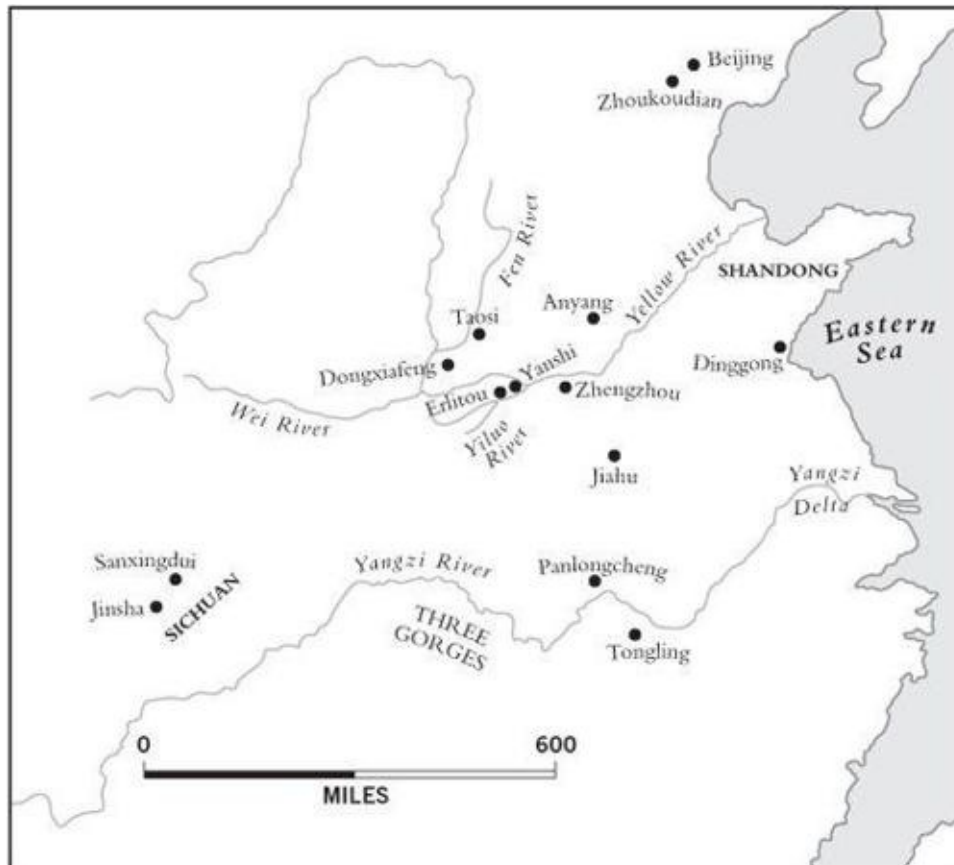 Beijing
Zhoukoudian
Fen River
Yellow River
SHANDONG
Anyang
Taosi
Eastern
Sea
Dinggong
Dongxiafeng
Yanshi
Erlitou
Zhengzhou
Wei River
Yiluo
River
Jiahu
Yangzi
Delta
Sanxingdui
Yangzi River
Panlongcheng
Jinsha
SICHUAN
THREE
GORGES
Tongling
0
600
MILES